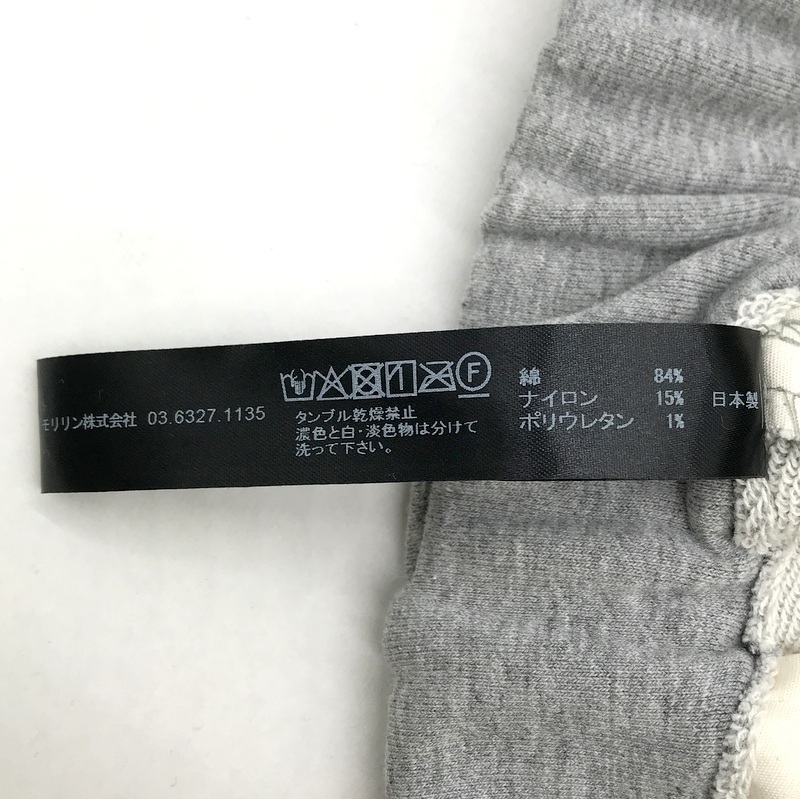 モリリン株式会社 03.6327.1135
F
タンブル乾燥禁止
濃色と白・淡色物は分けて
洗って下さい。
綿 84%
ナイロン 15%
ポリウレタン 1%
日本製